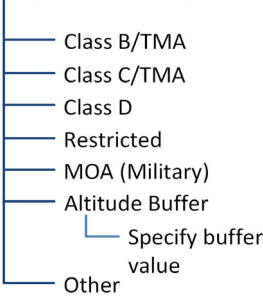 Class B/TMA
Class C/TMA
Class D
Restricted
MOA (Military)
Altitude Buffer
Specify buffer
value
Other